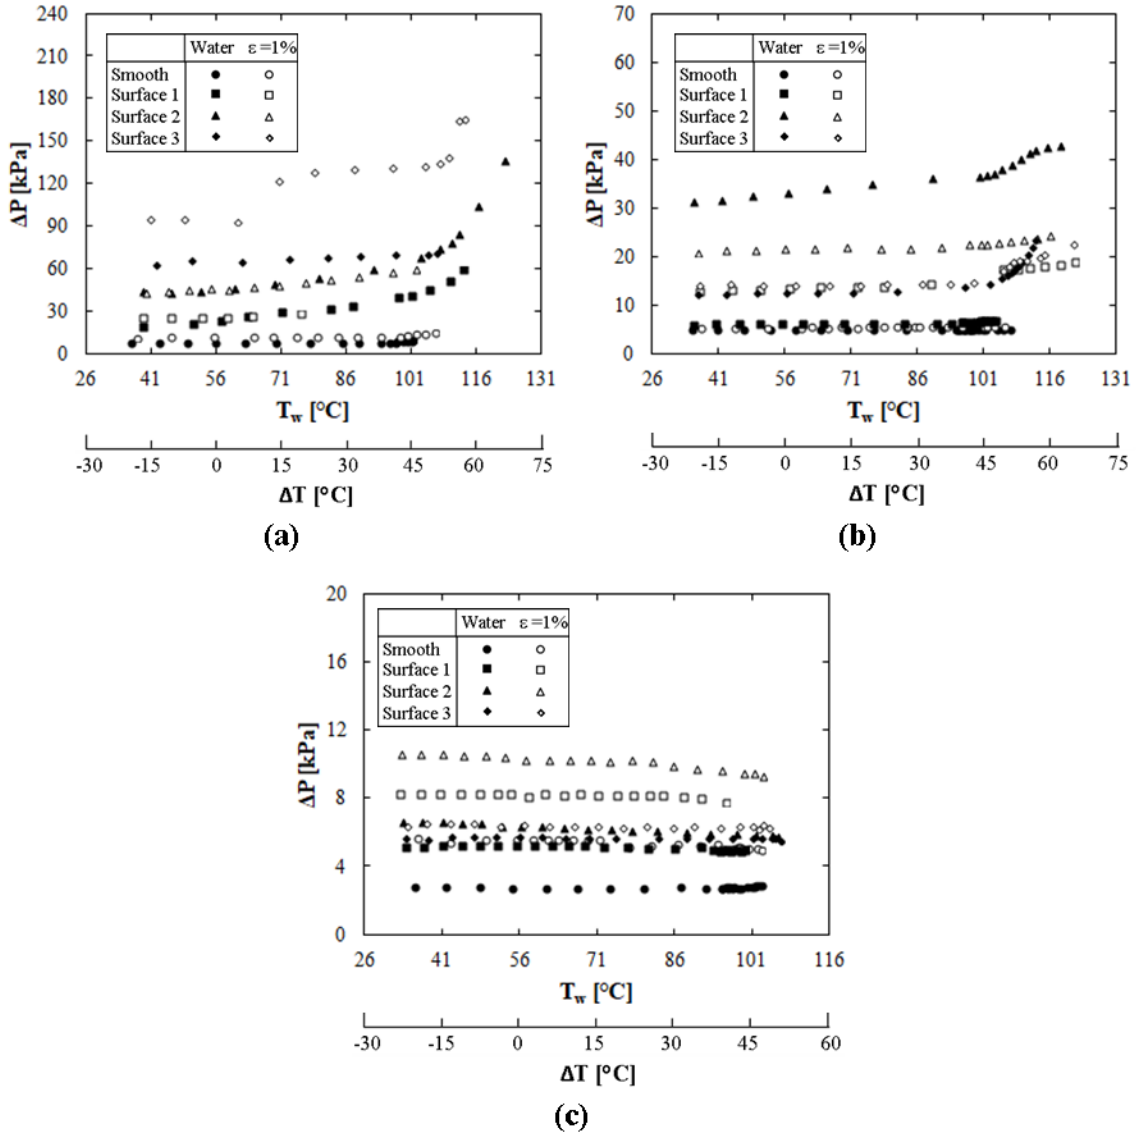 240
210
180
150
120
90
60
30
0
ΔP [kPa]
Water ε =1%
Smooth
Surface 1
Surface 2
Surface 3
26 41 56 71 86 101 116 131
T_w [°C]
-30 -15 0 15 30 45 60 75
ΔT [°C]
(a)
70
60
50
40
30
20
10
0
ΔP [kPa]
Water ε =1%
Smooth
Surface 1
Surface 2
Surface 3
26 41 56 71 86 101 116 131
T_w [°C]
-30 -15 0 15 30 45 60 75
ΔT [°C]
(b)
20
16
12
8
4
0
ΔP [kPa]
Water ε =1%
Smooth
Surface 1
Surface 2
Surface 3
26 41 56 71 86 101 116
T_w [°C]
-30 -15 0 15 30 45 60
ΔT [°C]
(c)